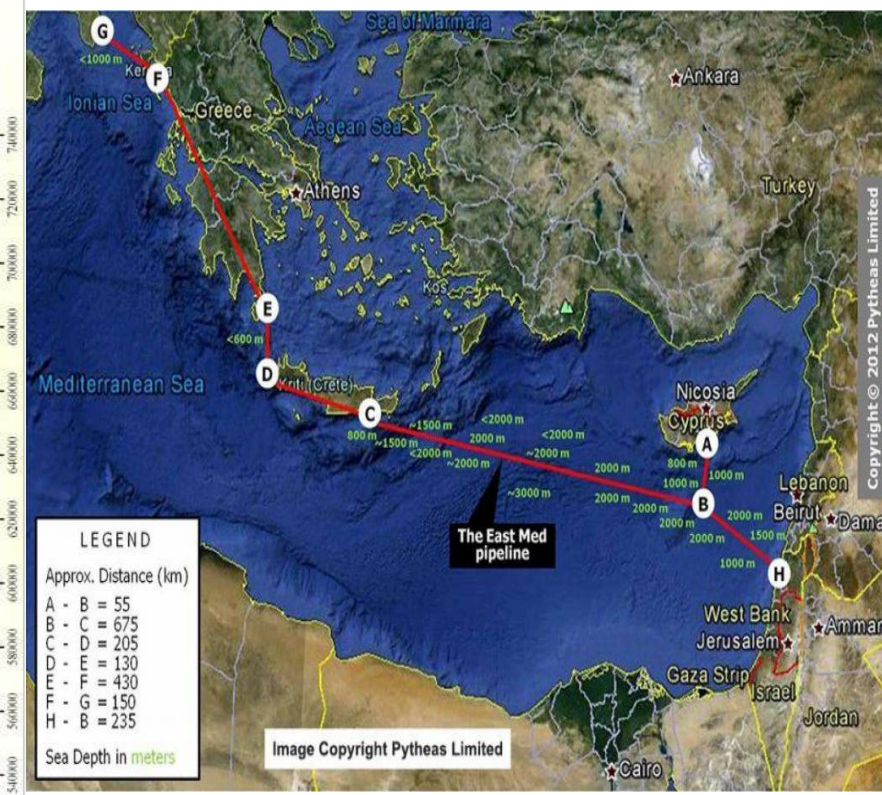 Sea of Marmara
G
<1000 m
F
Ionian Sea
Greece
Ankara
Aegean Sea
Athens
Turkey
Kos
E
<600 m
D
Kriti (Crete)
Mediterranean Sea
C
800 m
~1500 m
~1500 m
<2000 m
2000 m
<2000 m
<2000 m
~2000 m
~2000 m
~3000 m
2000 m
2000 m
2000 m
2000 m
Nicosia
Cyprus
A
800 m
1000 m
1000 m
B
2000 m
2000 m
1500 m
1000 m
H
Lebanon
Beirut
Dama
The East Med
pipeline
West Bank
Jerusalem
Amman
Gaza Strip
Israel
Jordan
Cairo
LEGEND
Approx. Distance (km)
A - B = 55
B - C = 675
C - D = 205
D - E = 130
E - F = 430
F - G = 150
H - B = 235
Sea Depth in meters
Image Copyright Pytheas Limited
Copyright © 2012 Pytheas Limited
740000
720000
700000
680000
660000
640000
620000
600000
580000
560000
540000